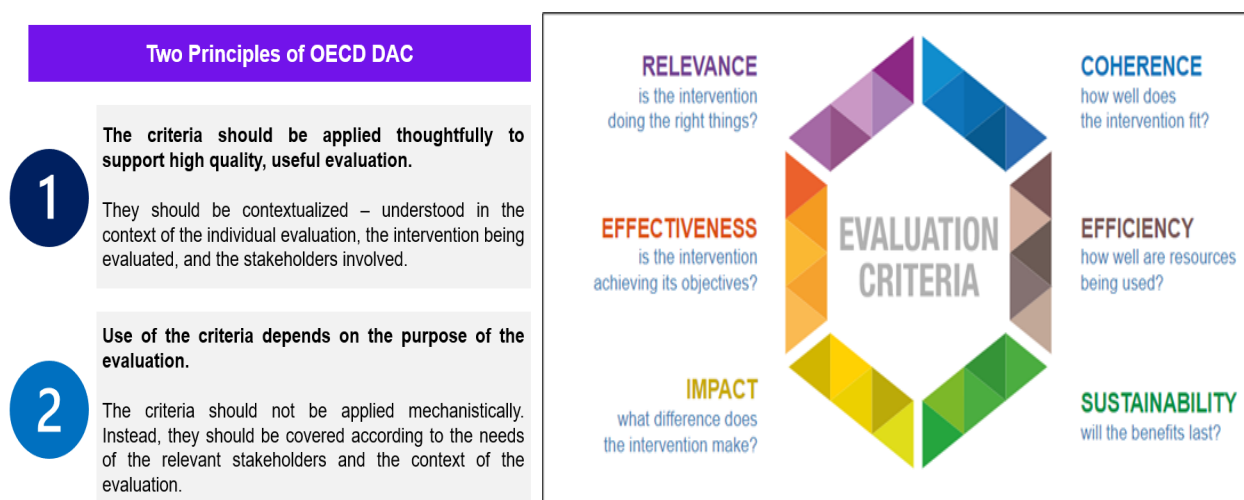 Two Principles of OECD DAC
1
The criteria should be applied thoughtfully to
support high quality, useful evaluation.
They should be contextualized – understood in the
context of the individual evaluation, the intervention being
evaluated, and the stakeholders involved.
2
Use of the criteria depends on the purpose of the
evaluation.
The criteria should not be applied mechanistically.
Instead, they should be covered according to the needs
of the relevant stakeholders and the context of the
evaluation.
RELEVANCE
is the intervention
doing the right things?
COHERENCE
how well does
the intervention fit?
EFFECTIVENESS
is the intervention
achieving its objectives?
EVALUATION
CRITERIA
EFFICIENCY
how well are resources
being used?
IMPACT
what difference does
the intervention make?
SUSTAINABILITY
will the benefits last?